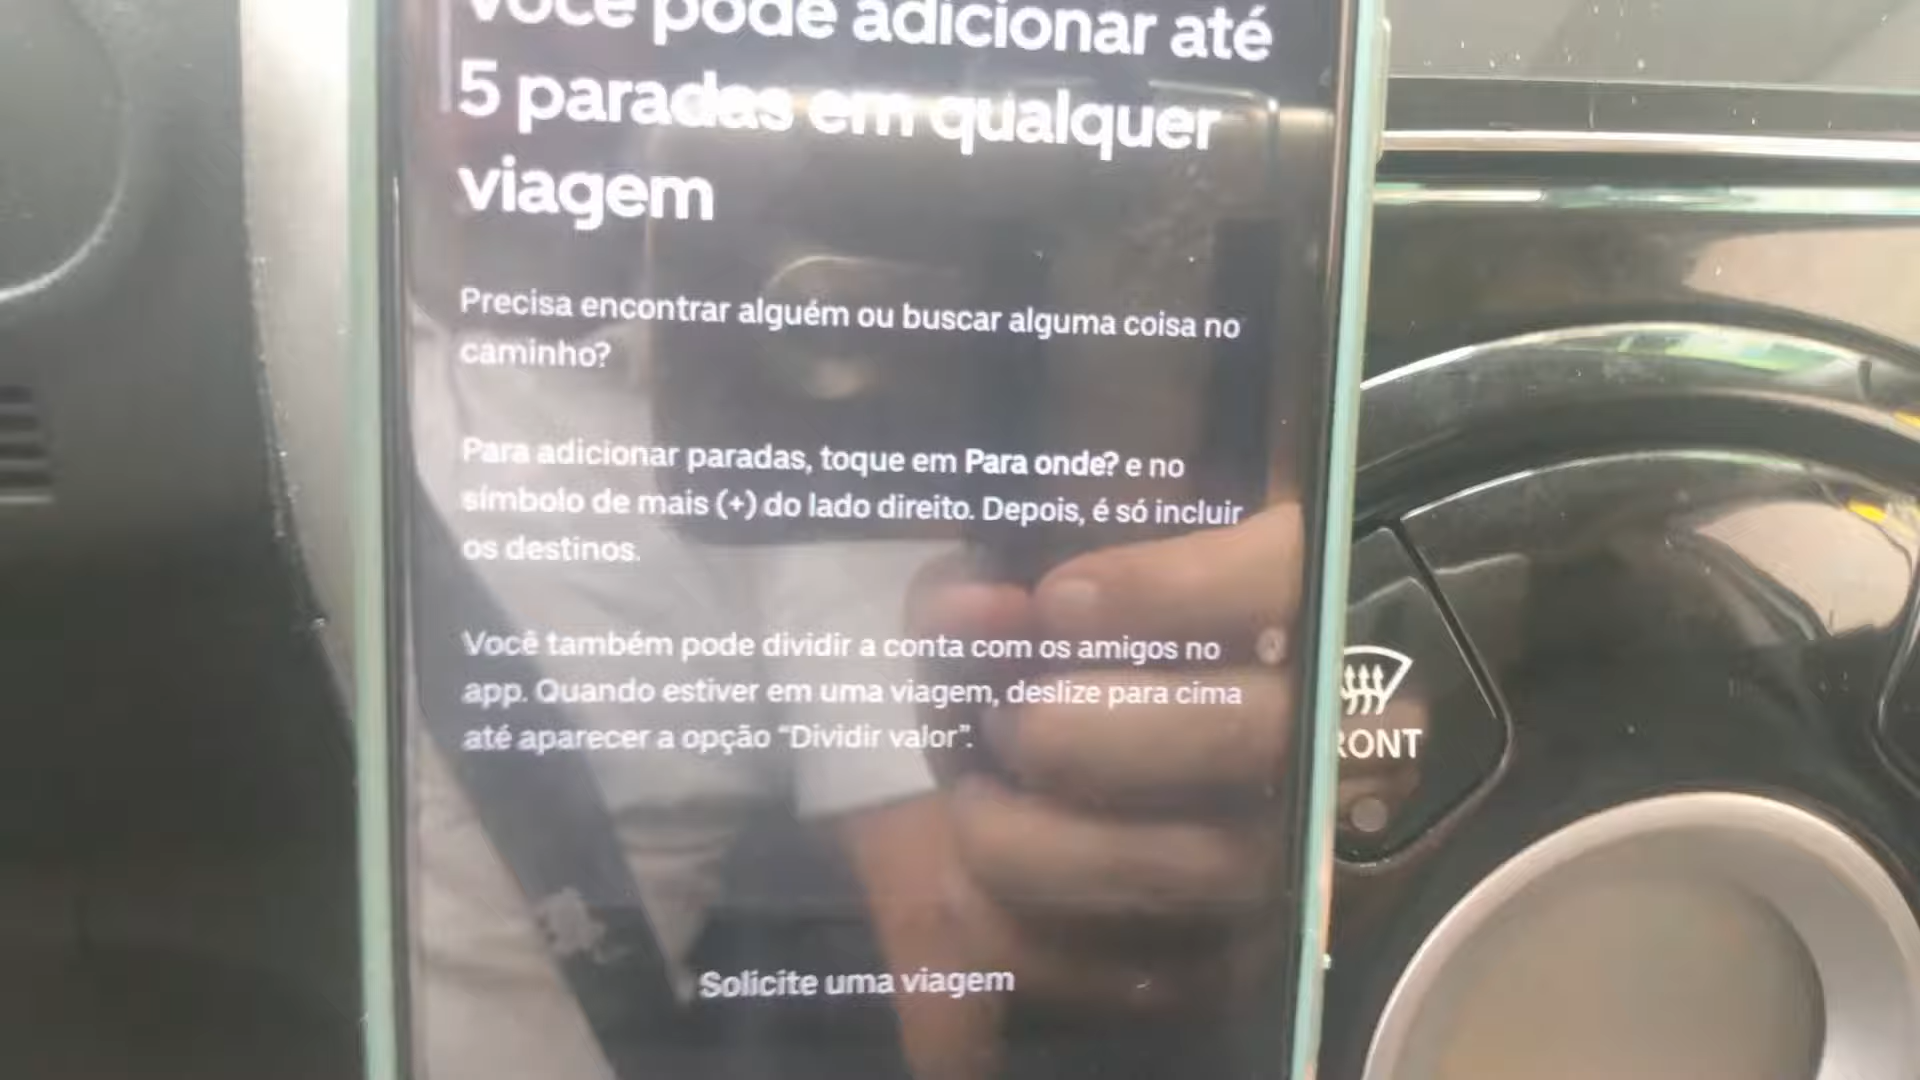 Você pode adicionar até
5 paradas em qualquer
viagem
Precisa encontrar alguém ou buscar alguma coisa no
caminho?
Para adicionar paradas, toque em Para onde? e no
símbolo de mais (+) do lado direito. Depois, é só incluir
os destinos.
Você também pode dividir a conta com os amigos no
app. Quando estiver em uma viagem, deslize para cima
até aparecer a opção “Dividir valor”.
Solicite uma viagem
RONT